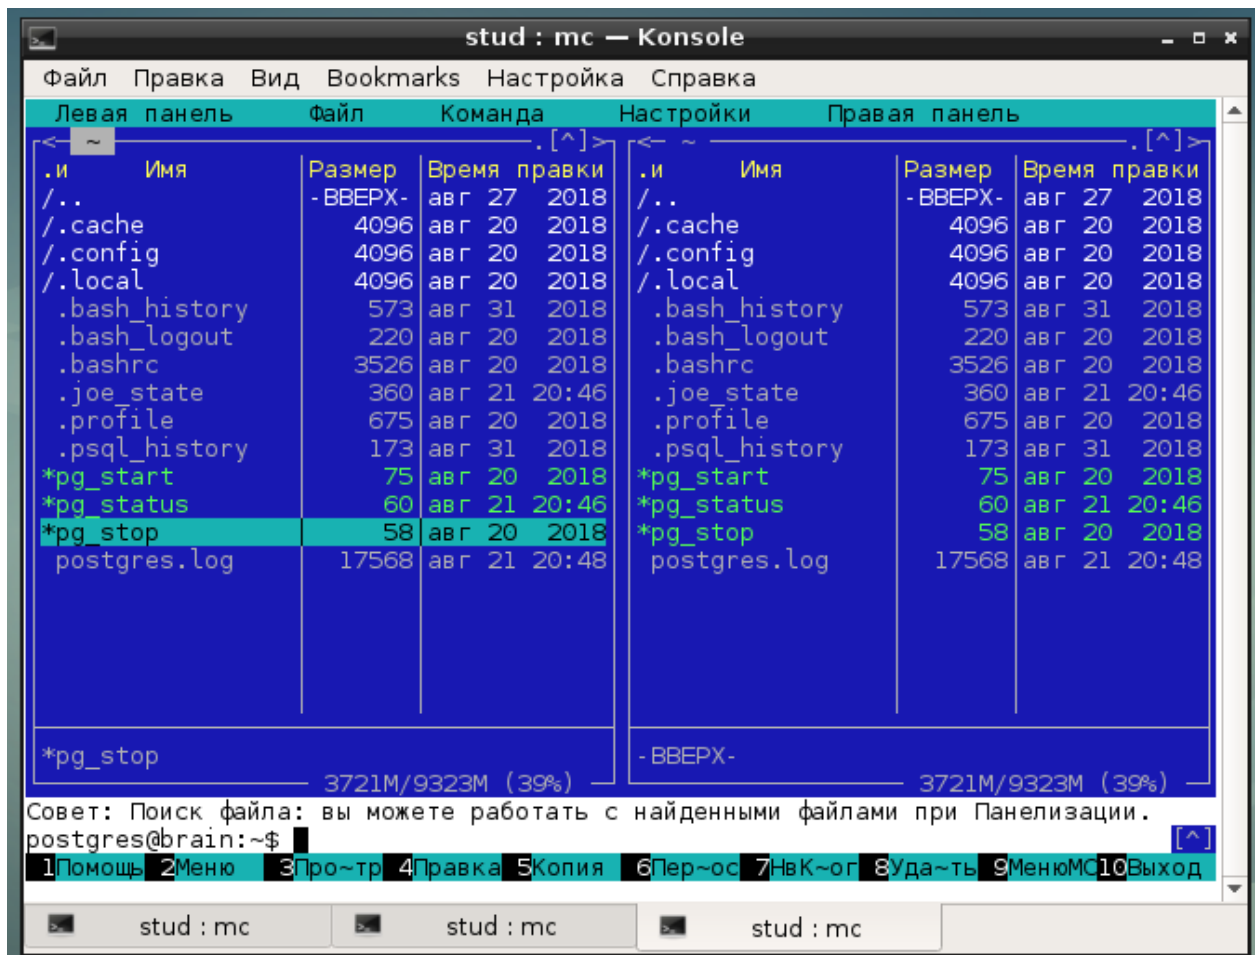 stud : mc — Konsole
Файл Правка Вид Bookmarks Настройка Справка
Левая панель Файл Команда Настройки Правая панель
<─ ~ .[^]> <─ ~ .[^]>
.и Имя Размер Время правки .и Имя Размер Время правки
/.. -ВВЕРХ- авг 27 2018 /.. -ВВЕРХ- авг 27 2018
/.cache 4096 авг 20 2018 /.cache 4096 авг 20 2018
/.config 4096 авг 20 2018 /.config 4096 авг 20 2018
/.local 4096 авг 20 2018 /.local 4096 авг 20 2018
.bash_history 573 авг 31 2018 .bash_history 573 авг 31 2018
.bash_logout 220 авг 20 2018 .bash_logout 220 авг 20 2018
.bashrc 3526 авг 20 2018 .bashrc 3526 авг 20 2018
.joe_state 360 авг 21 20:46 .joe_state 360 авг 21 20:46
.profile 675 авг 20 2018 .profile 675 авг 20 2018
.psql_history 173 авг 31 2018 .psql_history 173 авг 31 2018
*pg_start 75 авг 20 2018 *pg_start 75 авг 20 2018
*pg_status 60 авг 21 20:46 *pg_status 60 авг 21 20:46
*pg_stop 58 авг 20 2018 *pg_stop 58 авг 20 2018
postgres.log 17568 авг 21 20:48 postgres.log 17568 авг 21 20:48
*pg_stop -ВВЕРХ-
3721M/9323M (39%) 3721M/9323M (39%)
Совет: Поиск файла: вы можете работать с найденными файлами при Панелизации.
postgres@brain:~$ [^]
1Помощь 2Меню 3Про~тр 4Правка 5Копия 6Пер~ос 7НвК~ог 8Уда~ть 9МенюMC10Выход
stud : mc stud : mc stud : mc